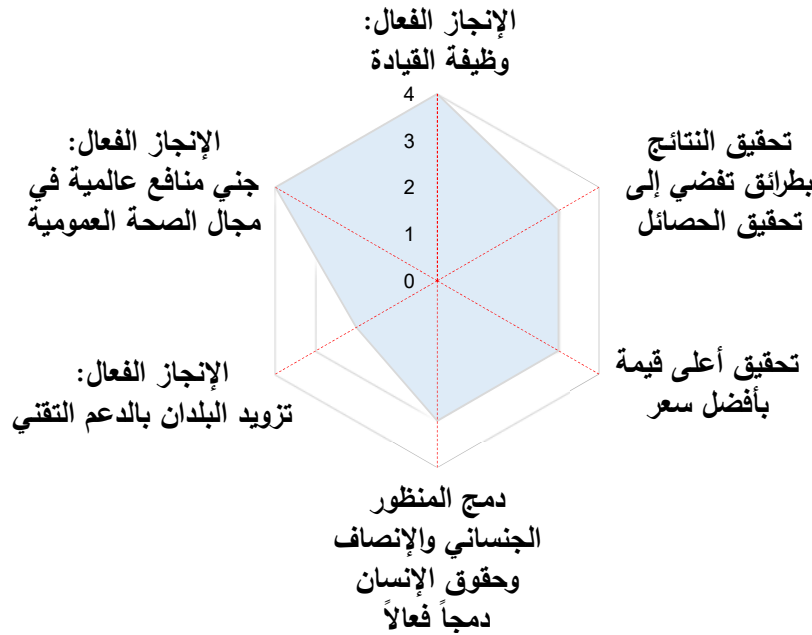 الإنجاز الفعال:
وظيفة القيادة
تحقيق النتائج
بطرائق تفضي إلى
تحقيق الحصائل
تحقيق أعلى قيمة
بأفضل سعر
دمج المنظور
الجنساني والإنصاف
وحقوق الإنسان
دمجاً فعالاً
الإنجاز الفعال:
تزويد البلدان بالدعم التقني
الإنجاز الفعال:
جني منافع عالمية في
مجال الصحة العمومية
4
3
2
1
0